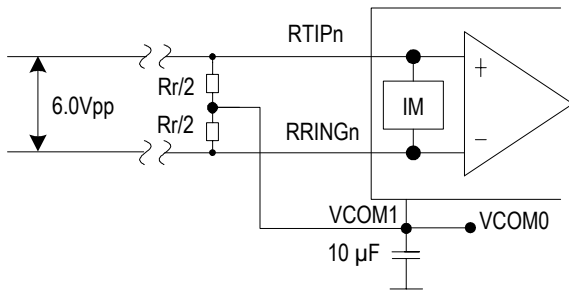 RTIPn
+
Rr/2
6.0Vpp
IM
Rr/2
RRINGn
−
VCOM1
VCOM0
10 µF